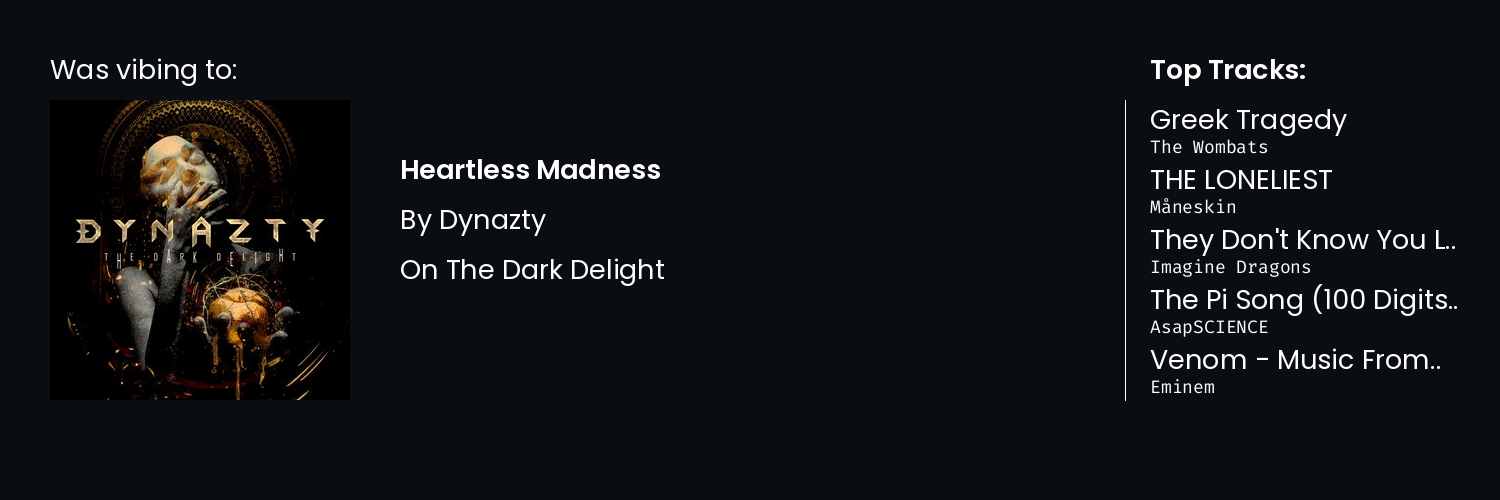 Was vibing to:
DYNAZTY
THE DARK DELIGHT
Heartless Madness
By Dynazty
On The Dark Delight
Top Tracks:
Greek Tragedy
The Wombats
THE LONELIEST
Måneskin
They Don't Know You L..
Imagine Dragons
The Pi Song (100 Digits..
AsapSCIENCE
Venom - Music From..
Eminem